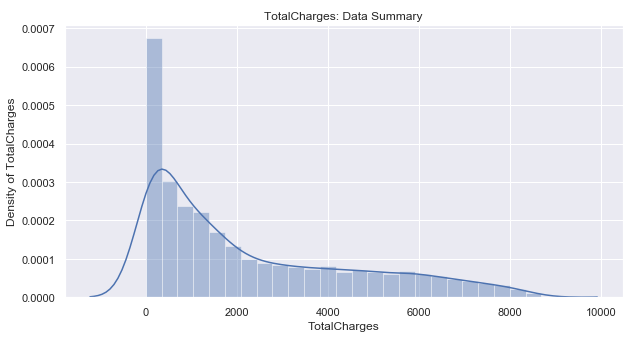 TotalCharges: Data Summary
Density of TotalCharges
0.0007
0.0006
0.0005
0.0004
0.0003
0.0002
0.0001
0.0000
0 2000 4000 6000 8000 10000
TotalCharges